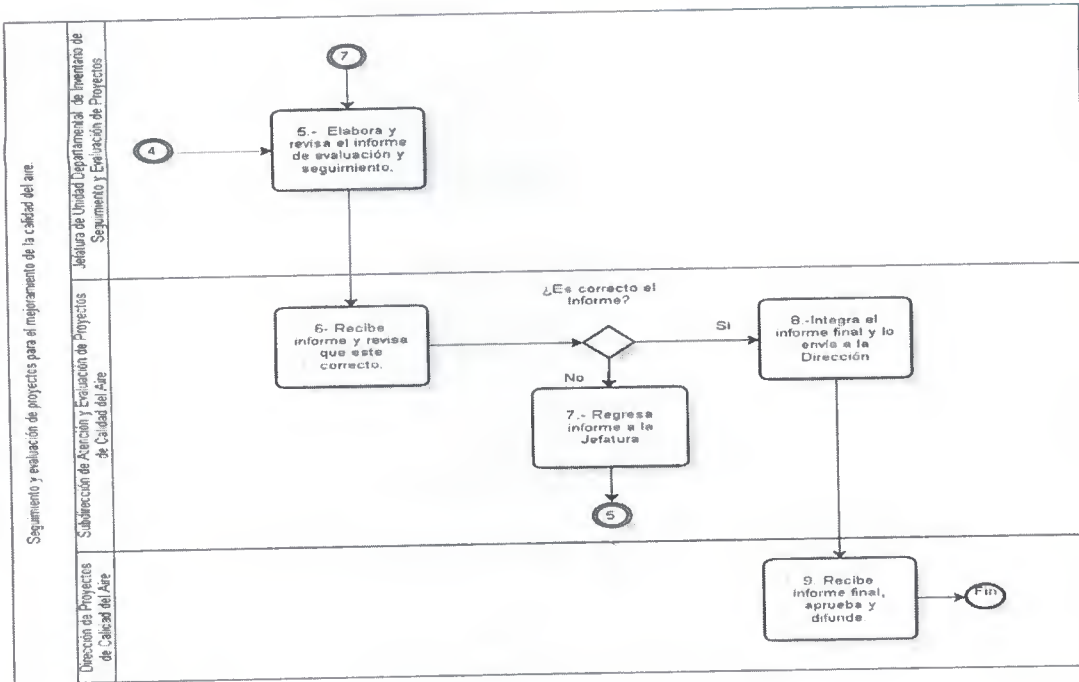 Seguimiento y evaluación de proyectos para el mejoramiento de la calidad del aire.
Jefatura de Unidad Departamental de Inventario de
Seguimiento y Evaluación de Proyectos
7
4
5.- Elabora y
revisa el informe
de evaluación y
seguimiento.
Subdirección de Atención y Evaluación de Proyectos
de Calidad del Aire
6- Recibe
informe y revisa
que este
correcto.
¿Es correcto el
Informe?
Si
No
7.- Regresa
informe a la
Jefatura
5
8.-Integra el
informe final y lo
envía a la
Dirección
Dirección de Proyectos
de Calidad del Aire
9. Recibe
informe final,
aprueba y
difunde.
Fin